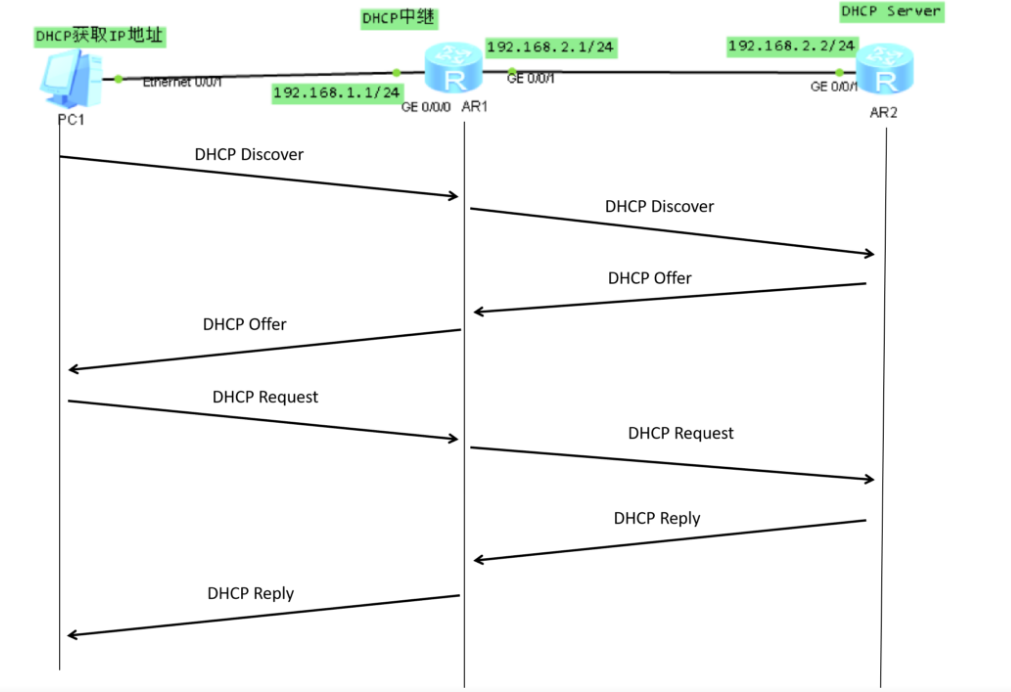 DHCP Server
DHCP中继
DHCP获取IP地址
192.168.2.1/24
192.168.2.2/24
Ethernet 0/0/1
192.168.1.1/24
GE 0/0/1
GE 0/0/1
GE 0/0/0
AR1
AR2
PC1
R
R
DHCP Discover
DHCP Discover
DHCP Offer
DHCP Offer
DHCP Request
DHCP Request
DHCP Reply
DHCP Reply